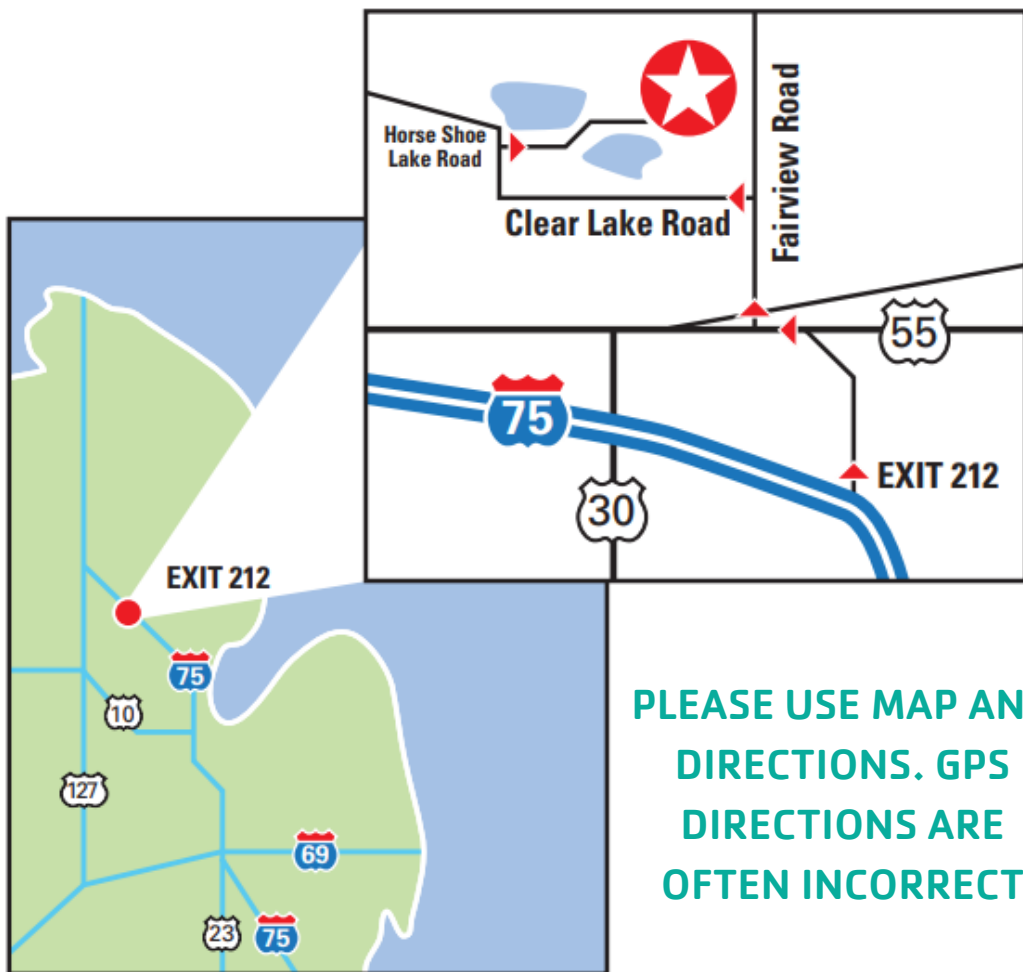 Horse Shoe
Lake Road
Clear Lake Road
Fairview Road
55
75
EXIT 212
30
EXIT 212
75
10
127
69
23
75
PLEASE USE MAP AN
DIRECTIONS. GPS
DIRECTIONS ARE
OFTEN INCORRECT